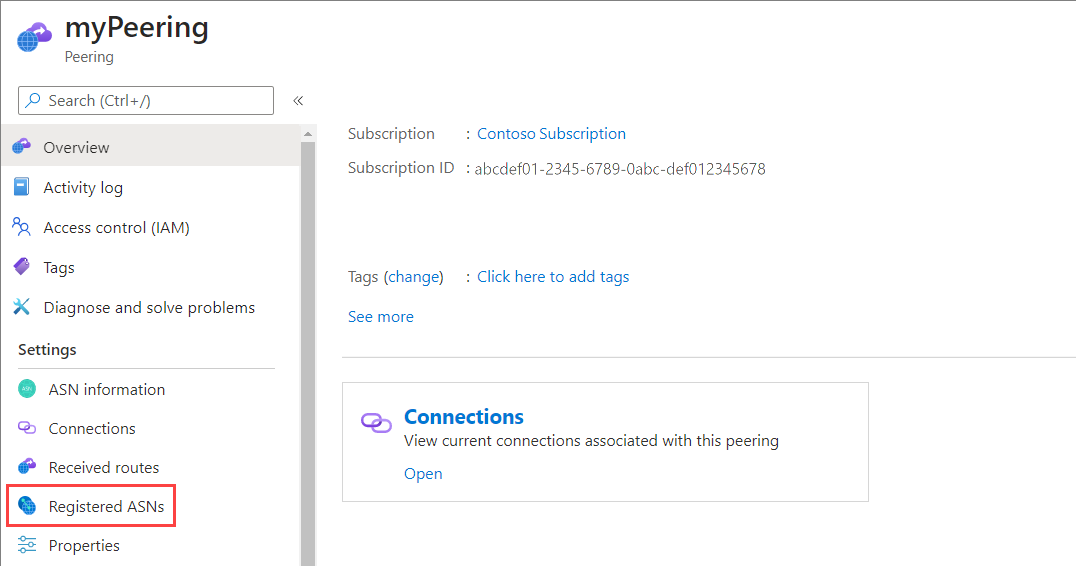 myPeering
Peering
Search (Ctrl+/)
«
Overview
Activity log
Access control (IAM)
Tags
Diagnose and solve problems
Settings
ASN information
Connections
Received routes
Registered ASNs
Properties
Subscription : Contoso Subscription
Subscription ID : abcdef01-2345-6789-0abc-def012345678
Tags (change) : Click here to add tags
See more
Connections
View current connections associated with this peering
Open